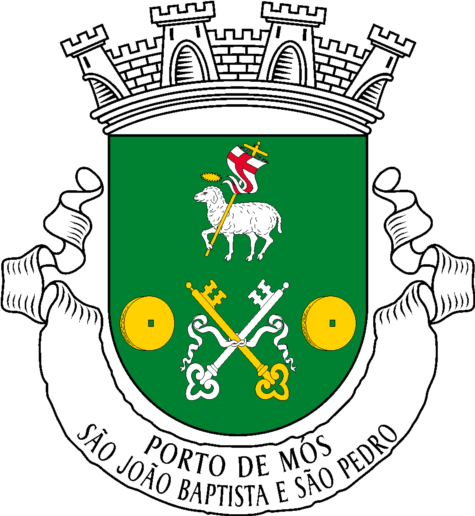 PORTO DE MÓS
SÃO JOÃO BAPTISTA E SÃO PEDRO